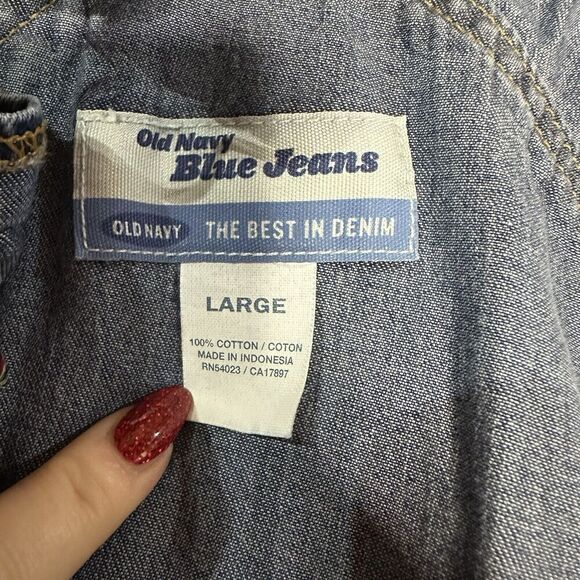 Old Navy
Blue Jeans
OLD NAVY THE BEST IN DENIM
LARGE
100% COTTON / COTON
MADE IN INDONESIA
RN54023 / CA17897